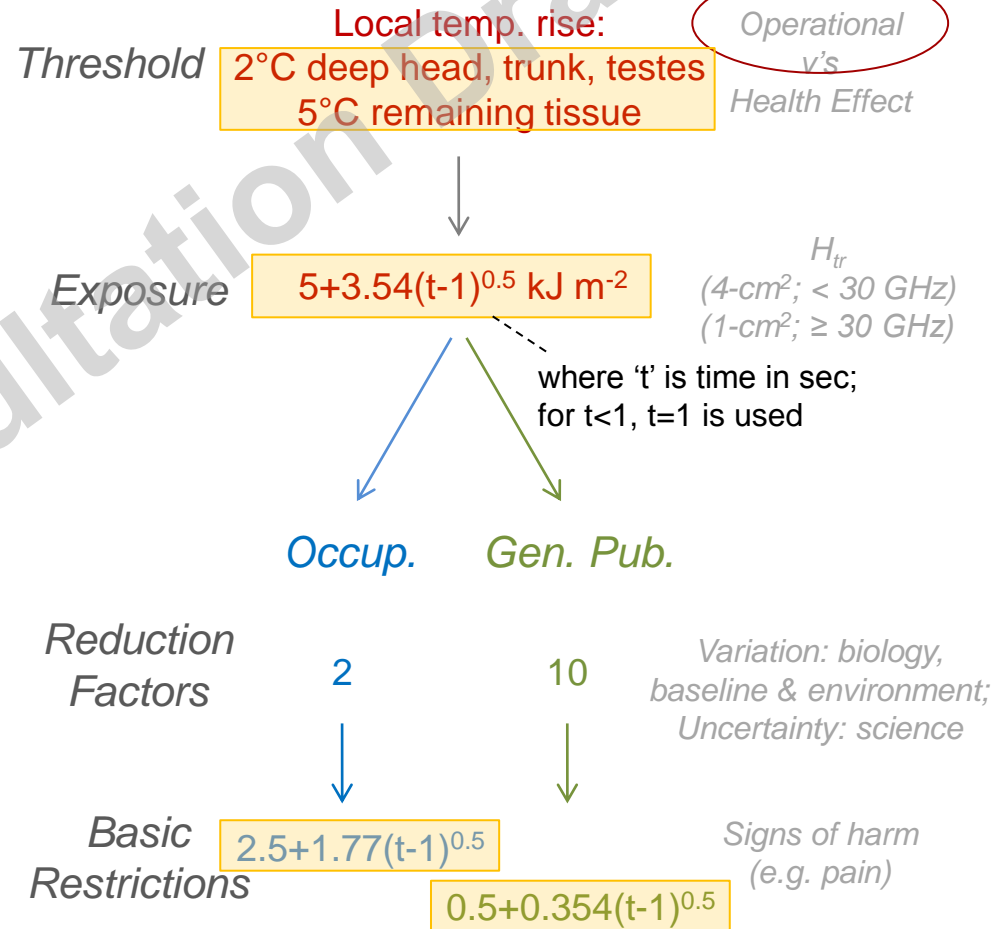 Local temp. rise:
Threshold
2°C deep head, trunk, testes
5°C remaining tissue
Operational
v's
Health Effect
Exposure
5+3.54(t-1)^0.5 kJ m^-2
H_tr
(4-cm²; < 30 GHz)
(1-cm²; ≥ 30 GHz)
where ‘t’ is time in sec;
for t<1, t=1 is used
Occup.
Gen. Pub.
Reduction
Factors
2
10
Variation: biology,
baseline & environment;
Uncertainty: science
Basic
Restrictions
2.5+1.77(t-1)^0.5
0.5+0.354(t-1)^0.5
Signs of harm
(e.g. pain)
ultation Dra